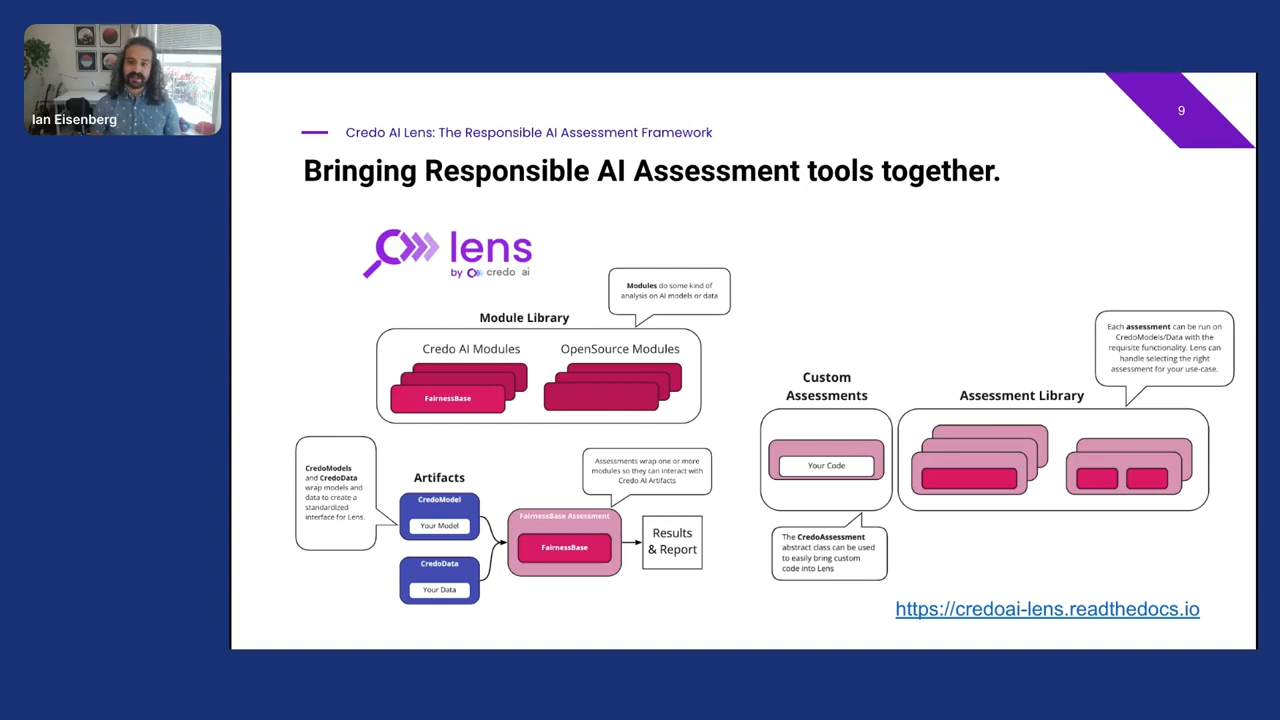 Ian Eisenberg
9
Credo AI Lens: The Responsible AI Assessment Framework
Bringing Responsible AI Assessment tools together.
lens
by credo ai
Modules do some kind of
analysis on AI models or data
Module Library
Credo AI Modules
OpenSource Modules
FairnessBase
CredoModels
and CredoData
wrap models and
data to create a
standardized
interface for Lens.
Artifacts
CredoModel
Your Model
CredoData
Your Data
Assessments wrap one or more
modules so they can interact with
Credo AI Artifacts
FairnessBase Assessment
FairnessBase
Results
& Report
Custom
Assessments
Your Code
The CredoAssessment
abstract class can be used
to easily bring custom
code into Lens
Each assessment can be run on
CredoModels/Data with the
requisite functionality. Lens can
handle selecting the right
assessment for your use-case.
Assessment Library
https://credoai-lens.readthedocs.io